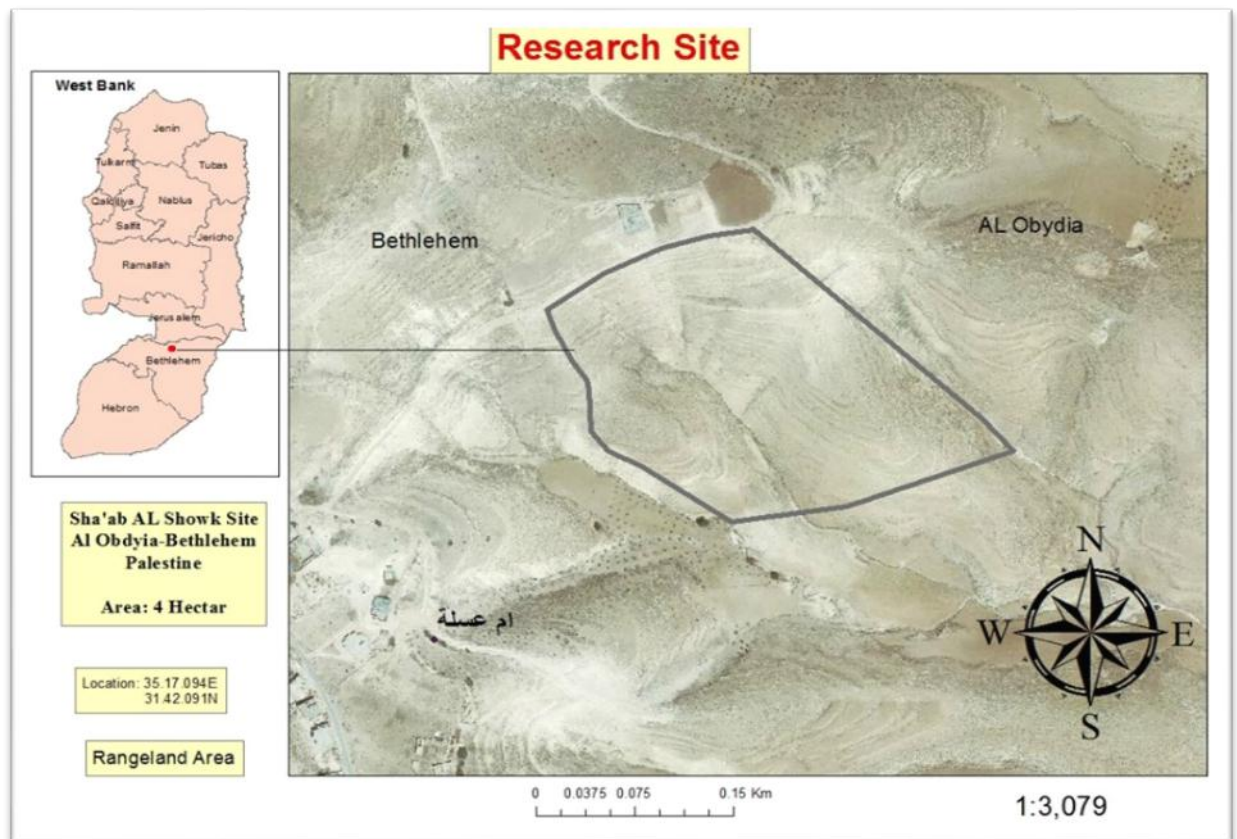 Research Site
West Bank
Jenin
Tulkarm
Tubas
Qalqiliya
Nablus
Salfit
Jericho
Ramallah
Jerusalem
Bethlehem
Hebron
Bethlehem
AL Obydia
ام عسلة
Sha'ab AL Showk Site
Al Obdyia-Bethlehem
Palestine
Area: 4 Hectar
Location: 35.17.094E
31.42.091N
Rangeland Area
N
W
E
S
0 0.0375 0.075 0.15 Km
1:3,079